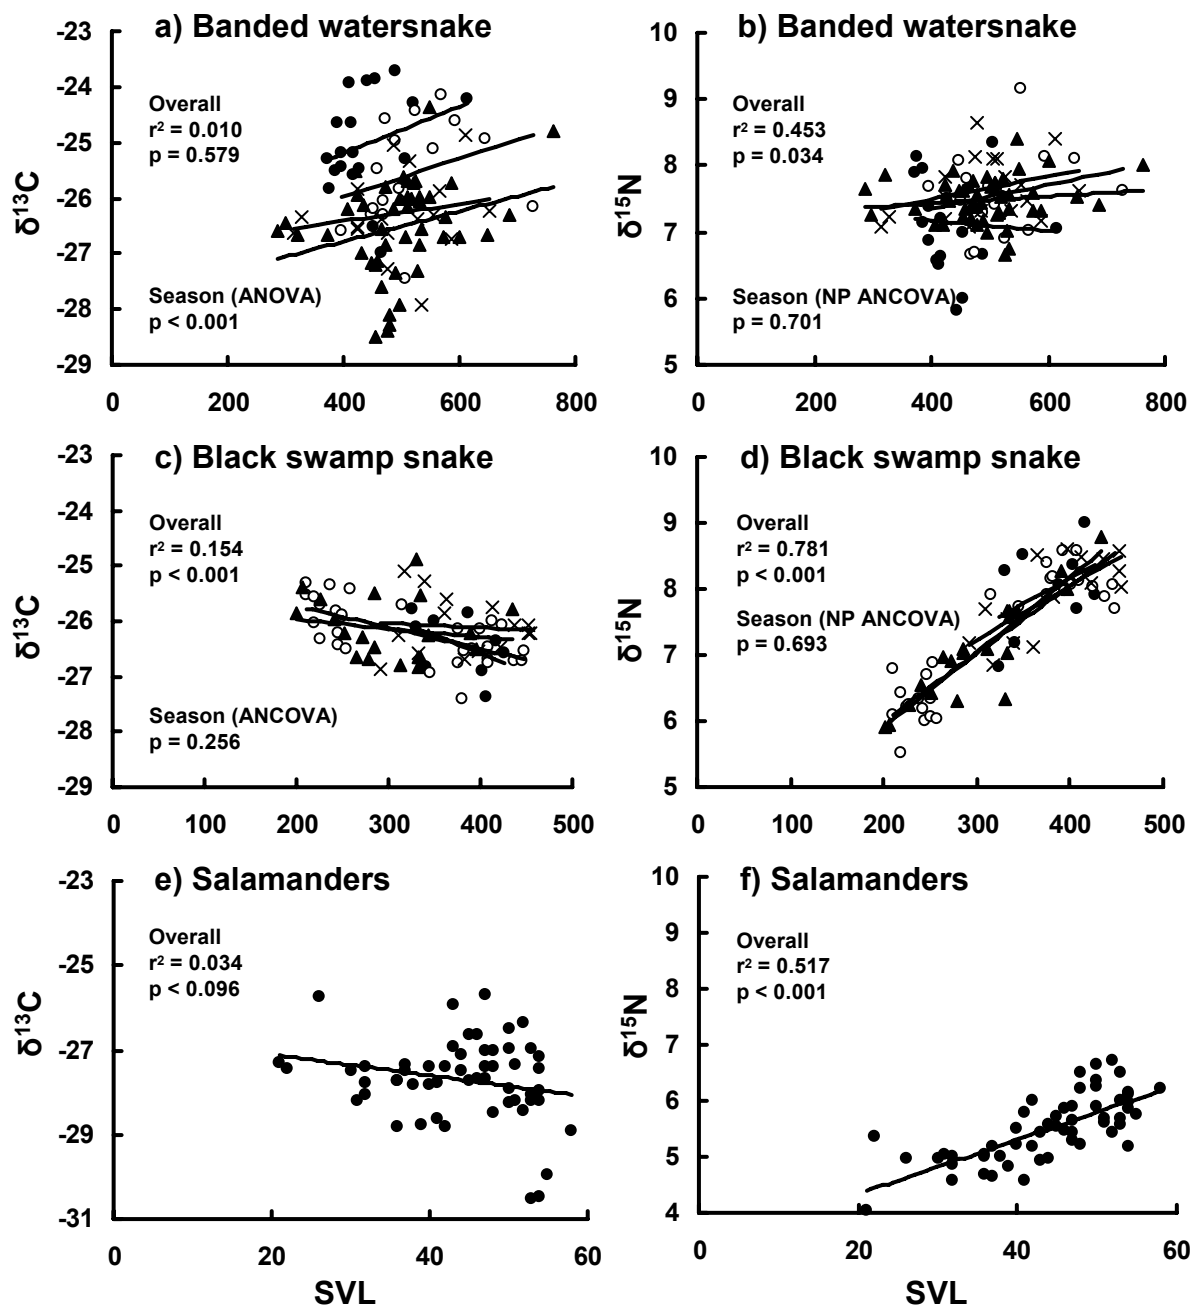 a) Banded watersnake
-23
-24
-25
-26
-27
-28
-29
δ13C
Overall
r² = 0.010
p = 0.579
Season (ANOVA)
p < 0.001
0 200 400 600 800
b) Banded watersnake
10
9
8
7
6
5
δ15N
Overall
r² = 0.453
p = 0.034
Season (NP ANCOVA)
p = 0.701
0 200 400 600 800
c) Black swamp snake
-23
-24
-25
-26
-27
-28
-29
δ13C
Overall
r² = 0.154
p < 0.001
Season (ANCOVA)
p = 0.256
0 100 200 300 400 500
d) Black swamp snake
10
9
8
7
6
5
δ15N
Overall
r² = 0.781
p < 0.001
Season (NP ANCOVA)
p = 0.693
0 100 200 300 400 500
e) Salamanders
-23
-25
-27
-29
-31
δ13C
Overall
r² = 0.034
p < 0.096
0 20 40 60
SVL
f) Salamanders
10
9
8
7
6
5
4
δ15N
Overall
r² = 0.517
p < 0.001
0 20 40 60
SVL